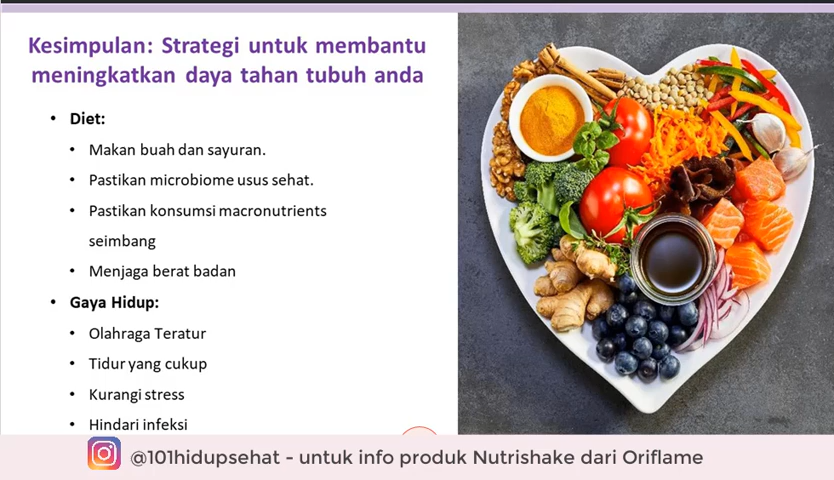 Kesimpulan: Strategi untuk membantu
meningkatkan daya tahan tubuh anda
• Diet:
• Makan buah dan sayuran.
• Pastikan microbiome usus sehat.
• Pastikan konsumsi macronutrients
seimbang
• Menjaga berat badan
• Gaya Hidup:
• Olahraga Teratur
• Tidur yang cukup
• Kurangi stress
• Hindari infeksi
@101hidupsehat - untuk info produk Nutrishake dari Oriflame